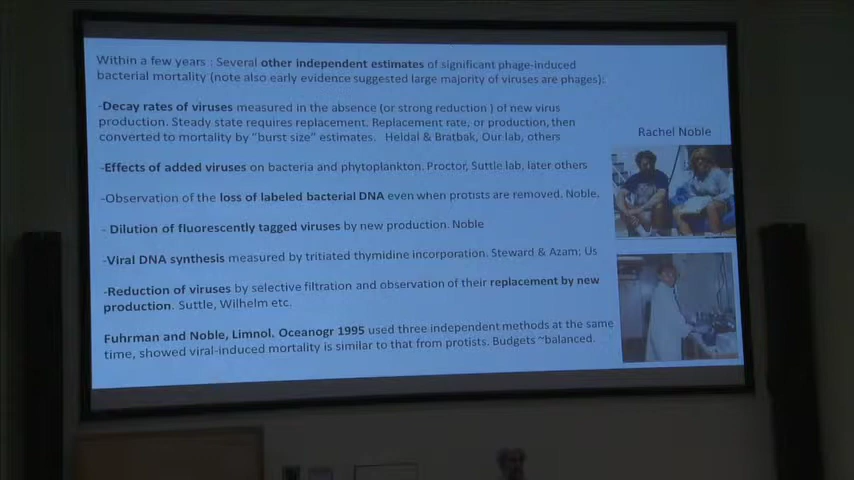 Within a few years : Several other independent estimates of significant phage-induced
bacterial mortality (note also early evidence suggested large majority of viruses are phages):
-Decay rates of viruses measured in the absence (or strong reduction ) of new virus
production. Steady state requires replacement. Replacement rate, or production, then
converted to mortality by "burst size" estimates. Heldal & Bratbak, Our lab, others
Rachel Noble
-Effects of added viruses on bacteria and phytoplankton. Proctor, Suttle lab, later others
-Observation of the loss of labeled bacterial DNA even when protists are removed. Noble.
- Dilution of fluorescently tagged viruses by new production. Noble
-Viral DNA synthesis measured by tritiated thymidine incorporation. Steward & Azam; Us
-Reduction of viruses by selective filtration and observation of their replacement by new
production. Suttle, Wilhelm etc.
Fuhrman and Noble, Limnol. Oceanogr 1995 used three independent methods at the same
time, showed viral-induced mortality is similar to that from protists. Budgets ~balanced.